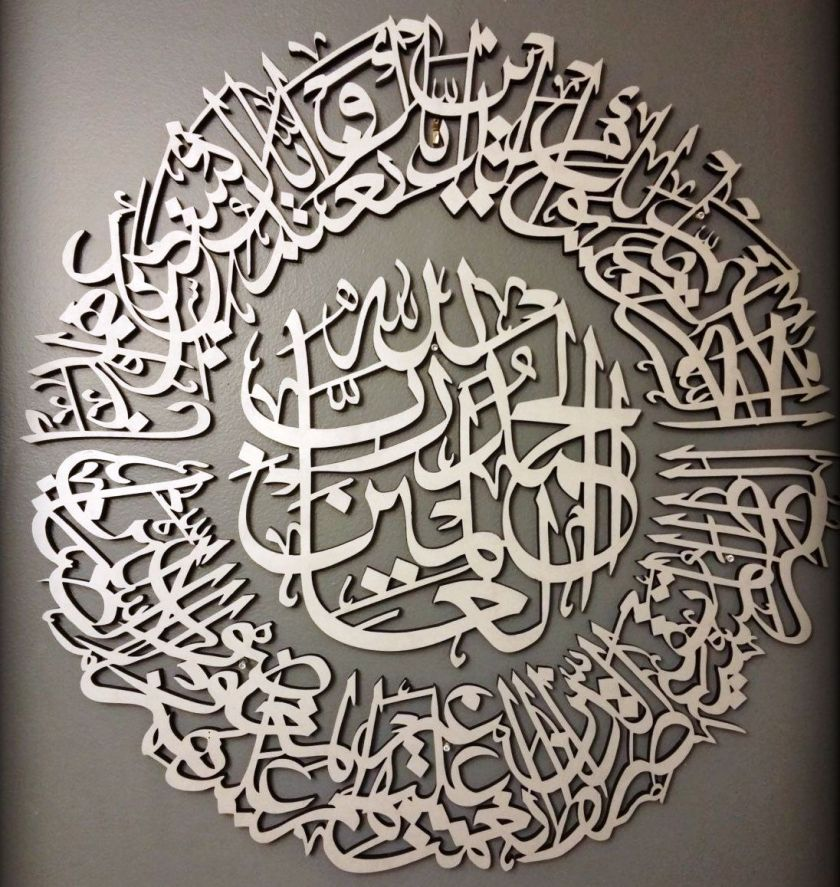 الحمد لله رب العالمين
الرحمن الرحيم مالك يوم الدين إياك نعبد وإياك نستعين اهدنا
الصراط المستقيم صراط الذين أنعمت عليهم غير المغضوب عليهم ولا الضالين